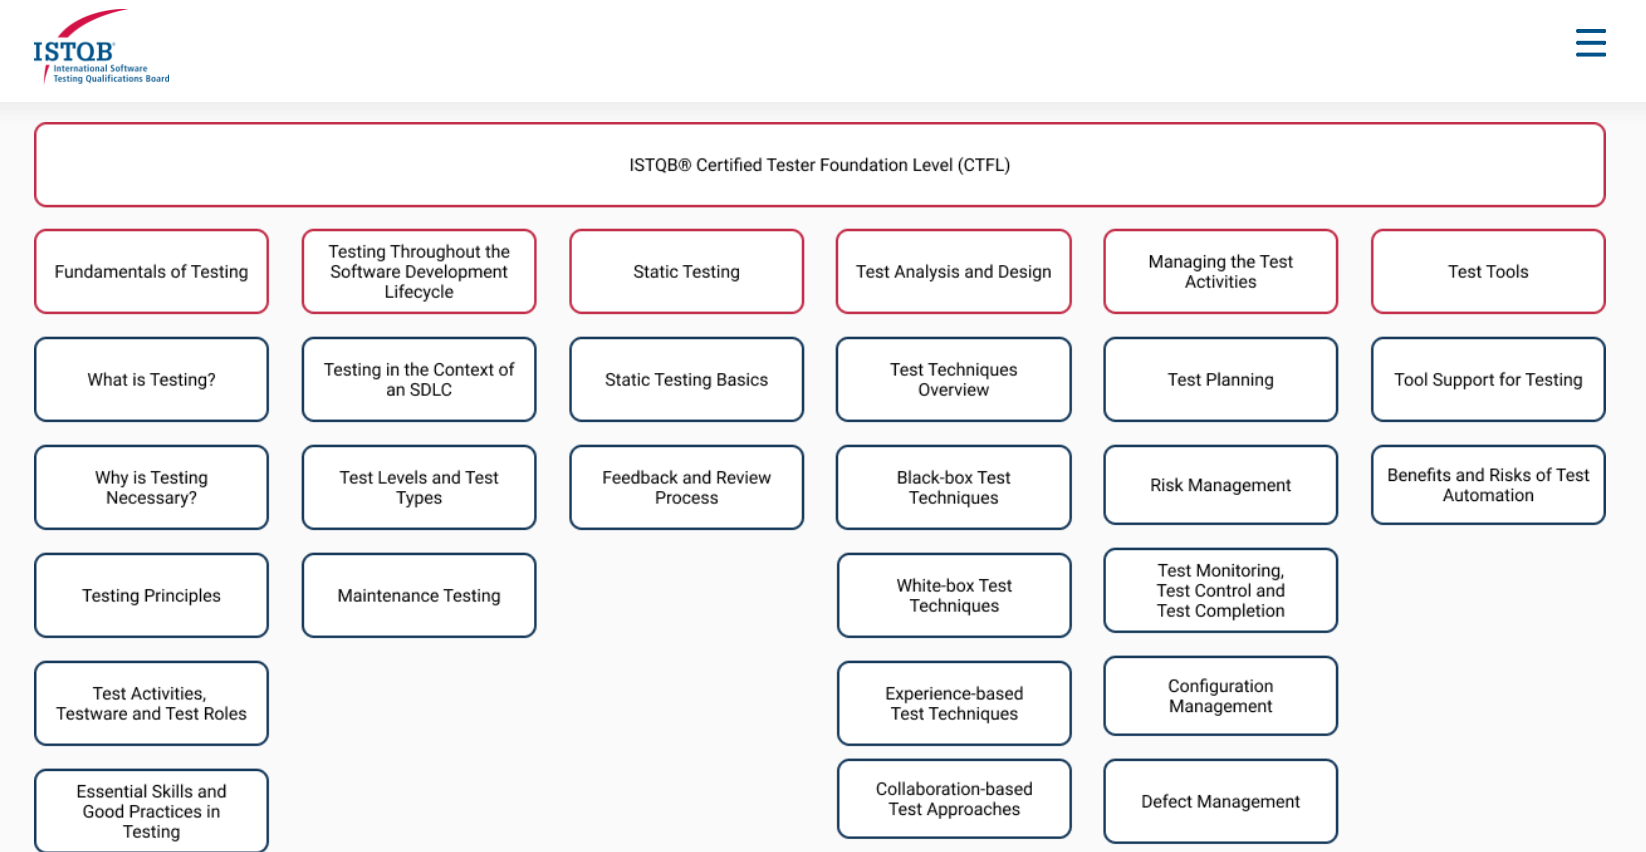 ISTQB®
International Software
Testing Qualifications Board
ISTQB® Certified Tester Foundation Level (CTFL)
Fundamentals of Testing
What is Testing?
Why is Testing
Necessary?
Testing Principles
Test Activities,
Testware and Test Roles
Essential Skills and
Good Practices in
Testing
Testing Throughout the
Software Development
Lifecycle
Testing in the Context of
an SDLC
Test Levels and Test
Types
Maintenance Testing
Static Testing
Static Testing Basics
Feedback and Review
Process
Test Analysis and Design
Test Techniques
Overview
Black-box Test
Techniques
White-box Test
Techniques
Experience-based
Test Techniques
Collaboration-based
Test Approaches
Managing the Test
Activities
Test Planning
Risk Management
Test Monitoring,
Test Control and
Test Completion
Configuration
Management
Defect Management
Test Tools
Tool Support for Testing
Benefits and Risks of Test
Automation